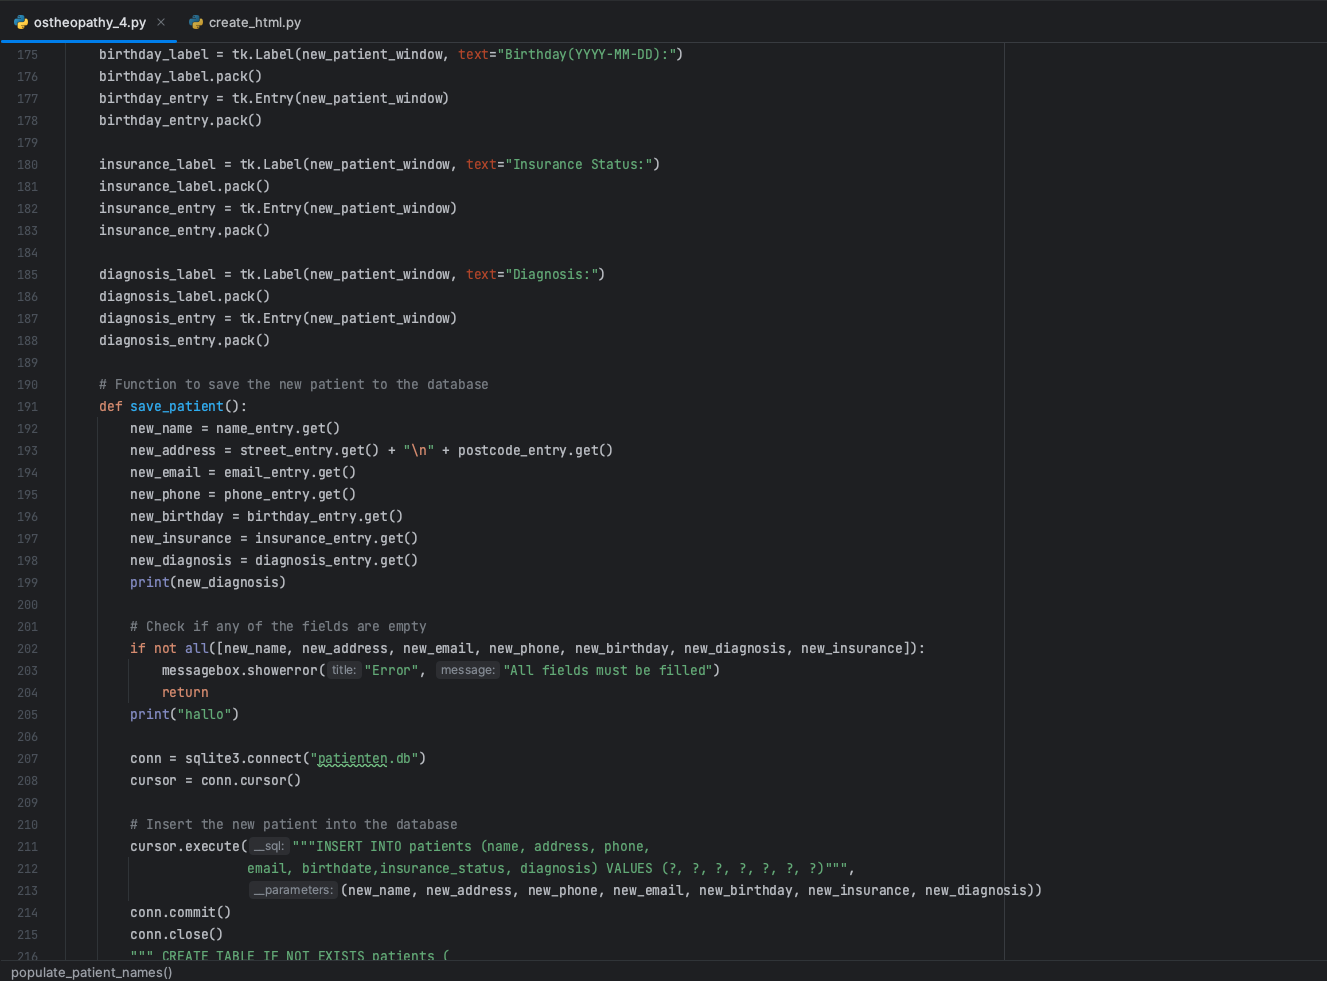 ostheopathy_4.py × create_html.py
175 birthday_label = tk.Label(new_patient_window, text="Birthday(YYYY-MM-DD):")
176 birthday_label.pack()
177 birthday_entry = tk.Entry(new_patient_window)
178 birthday_entry.pack()
179
180 insurance_label = tk.Label(new_patient_window, text="Insurance Status:")
181 insurance_label.pack()
182 insurance_entry = tk.Entry(new_patient_window)
183 insurance_entry.pack()
184
185 diagnosis_label = tk.Label(new_patient_window, text="Diagnosis:")
186 diagnosis_label.pack()
187 diagnosis_entry = tk.Entry(new_patient_window)
188 diagnosis_entry.pack()
189
190 # Function to save the new patient to the database
191 def save_patient():
192 new_name = name_entry.get()
193 new_address = street_entry.get() + "\n" + postcode_entry.get()
194 new_email = email_entry.get()
195 new_phone = phone_entry.get()
196 new_birthday = birthday_entry.get()
197 new_insurance = insurance_entry.get()
198 new_diagnosis = diagnosis_entry.get()
199 print(new_diagnosis)
200
201 # Check if any of the fields are empty
202 if not all([new_name, new_address, new_email, new_phone, new_birthday, new_diagnosis, new_insurance]):
203 messagebox.showerror( title: "Error", message: "All fields must be filled")
204 return
205 print("hallo")
206
207 conn = sqlite3.connect("patienten.db")
208 cursor = conn.cursor()
209
210 # Insert the new patient into the database
211 cursor.execute( __sql: """INSERT INTO patients (name, address, phone,
212 email, birthdate,insurance_status, diagnosis) VALUES (?, ?, ?, ?, ?, ?, ?)""",
213 __parameters: (new_name, new_address, new_phone, new_email, new_birthday, new_insurance, new_diagnosis))
214 conn.commit()
215 conn.close()
216 """ CREATE TABLE IF NOT EXISTS patients (
populate_patient_names()